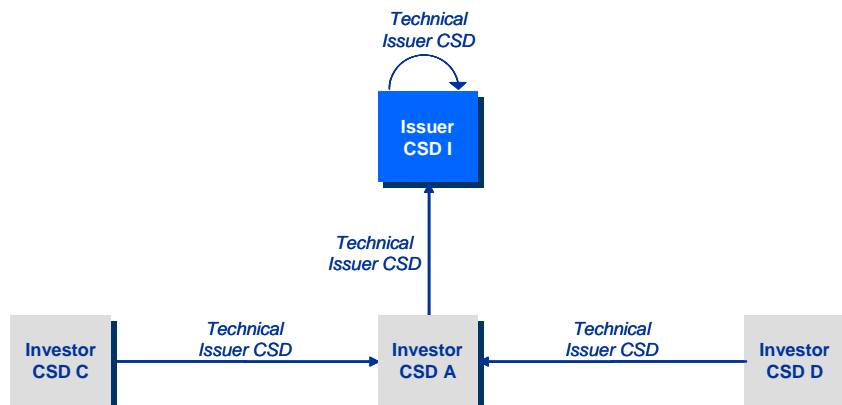 Technical
Issuer CSD
Issuer
CSD I
Technical
Issuer CSD
Investor
CSD C
Technical
Issuer CSD
Investor
CSD A
Technical
Issuer CSD
Investor
CSD D